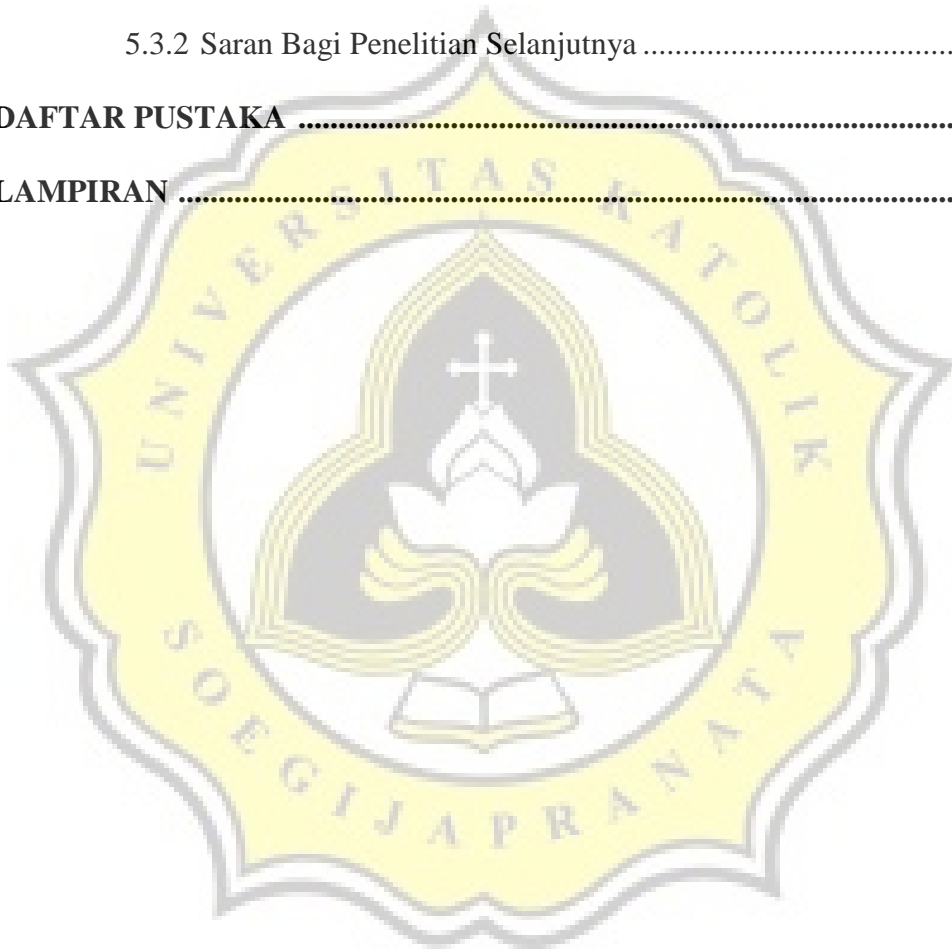 5.3.2 Saran Bagi Penelitian Selanjutnya ....................................
DAFTAR PUSTAKA ..........................................................................
LAMPIRAN .........................................................................................
UNIVERSITAS KATOLIK
SOEGIJAPRANATA